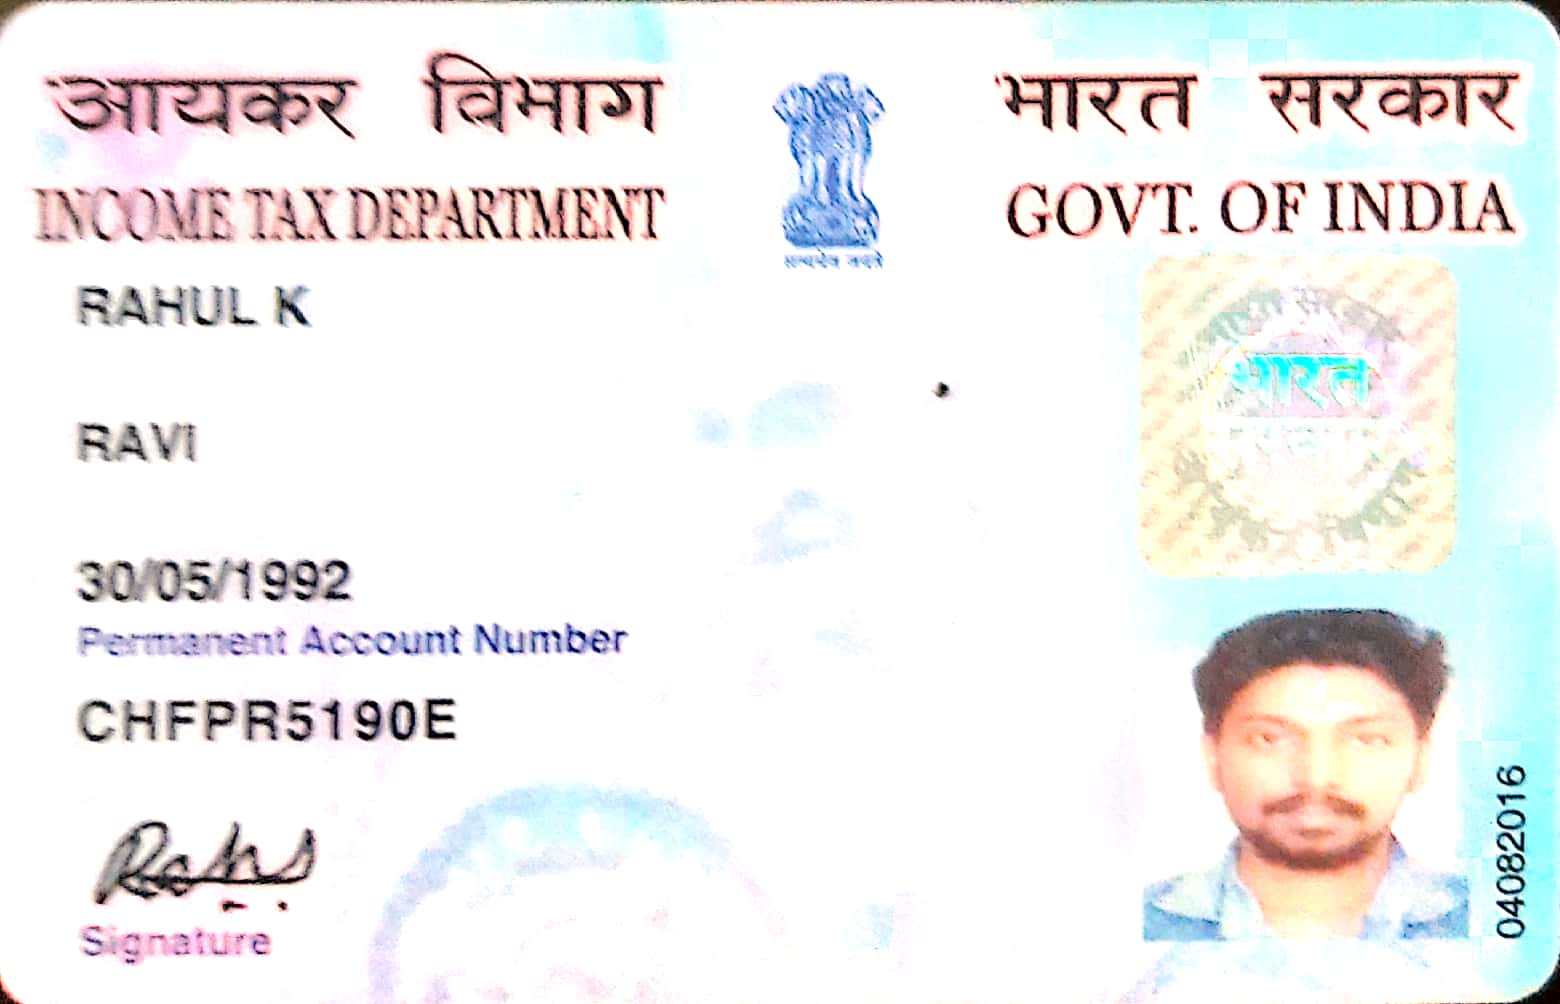 आयकर विभाग
भारत सरकार
INCOME TAX DEPARTMENT
GOVT. OF INDIA
सत्यमेव जयते
RAHUL K
भारत
RAVI
30/05/1992
Permanent Account Number
CHFPR5190E
Signature
04082016